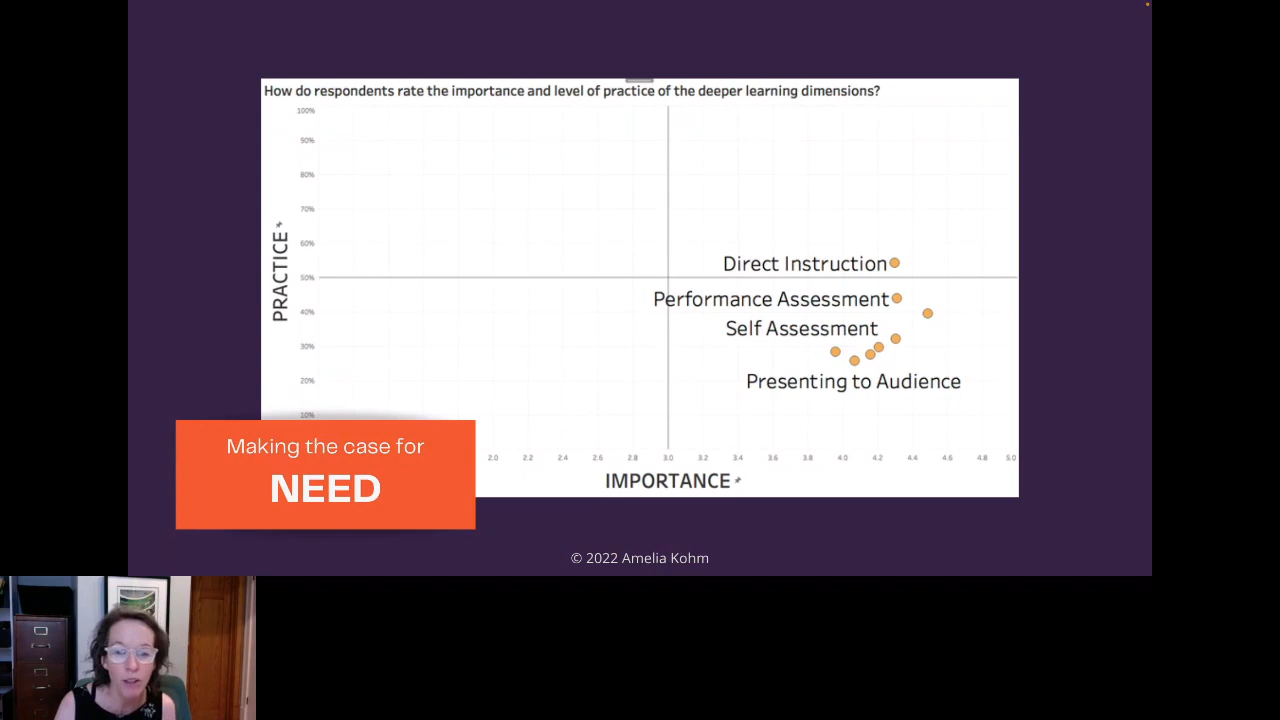 How do respondents rate the importance and level of practice of the deeper learning dimensions?
100%
90%
80%
70%
60%
50%
40%
30%
20%
10%
PRACTICE
Direct Instruction
Performance Assessment
Self Assessment
Presenting to Audience
2.0 2.2 2.4 2.6 2.8 3.0 3.2 3.4 3.6 3.8 4.0 4.2 4.4 4.6 4.8 5.0
IMPORTANCE
Making the case for
NEED
© 2022 Amelia Kohm